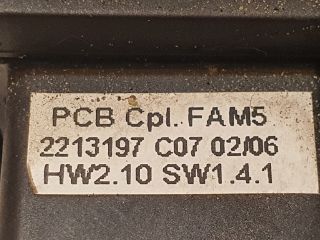 PCB Cpl. FAM5
2213197 C07 02/06
HW2.10 SW1.4.1